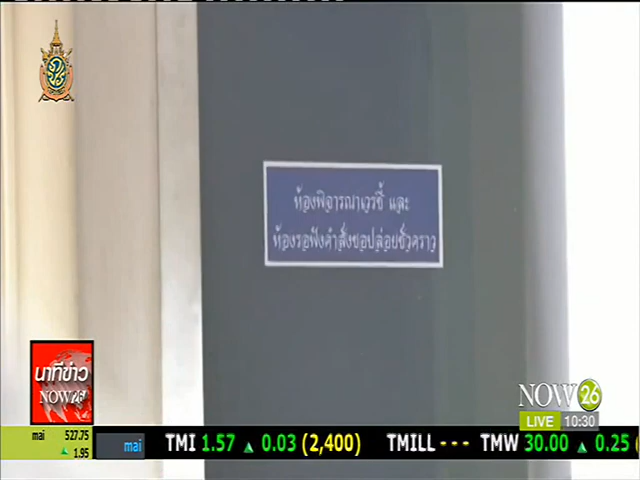 ห้องพิจารณาเวรชี้ และ
ห้องรอฟังคำสั่งขอปล่อยชั่วคราว
นาทีข่าว
NOW26
NOW 26
LIVE 10:30
mai 527.75
▲ 1.95
mai TMI 1.57 ▲ 0.03 (2,400) TMILL --- TMW 30.00 ▲ 0.25